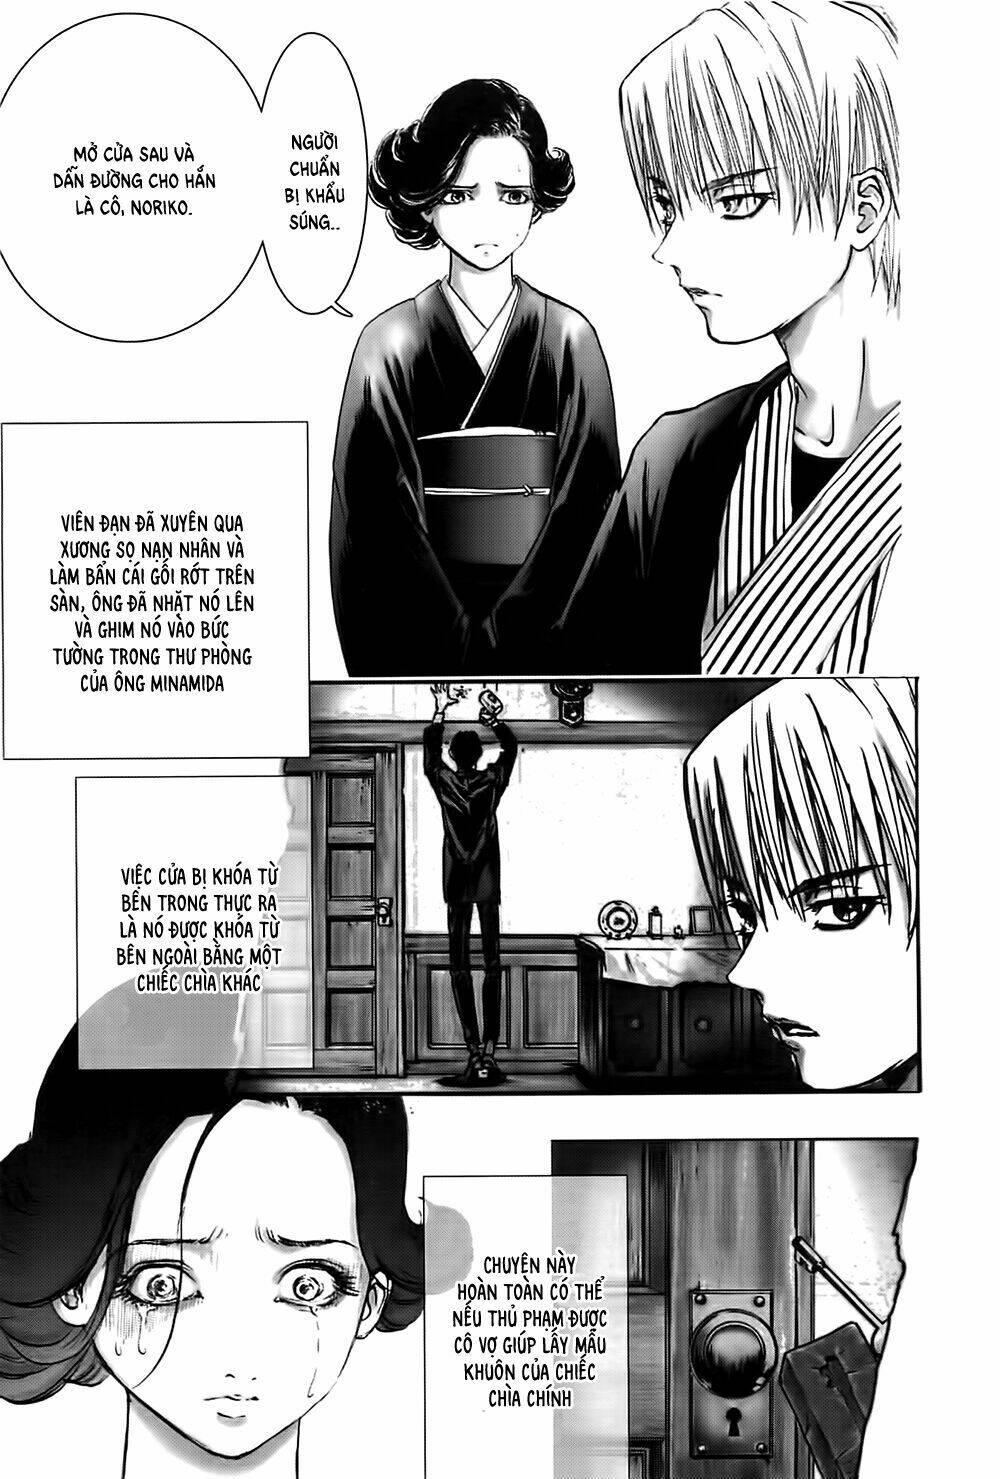 NGƯỜI
CHUẨN
BỊ KHẨU
SÚNG..
MỞ CỬA SAU VÀ
DẪN ĐƯỜNG CHO HẮN
LÀ CÔ, NORIKO.
VIÊN ĐẠN ĐÃ XUYÊN QUA
XƯƠNG SỌ NẠN NHÂN VÀ
LÀM BẨN CÁI GỐI RỚT TRÊN
SÀN, ÔNG ĐÃ NHẶT NÓ LÊN
VÀ GHIM NÓ VÀO BỨC
TƯỜNG TRONG THƯ PHÒNG
CỦA ÔNG MINAMIDA
VIỆC CỬA BỊ KHÓA TỪ
BÊN TRONG THỰC RA
LÀ NÓ ĐƯỢC KHÓA TỪ
BÊN NGOÀI BẰNG MỘT
CHIẾC CHÌA KHÁC
CHUYỆN NÀY
HOÀN TOÀN CÓ THỂ
NẾU THỦ PHẠM ĐƯỢC
CÔ VỢ GIÚP LẤY MẪU
KHUÔN CỦA CHIẾC
CHÌA CHÍNH